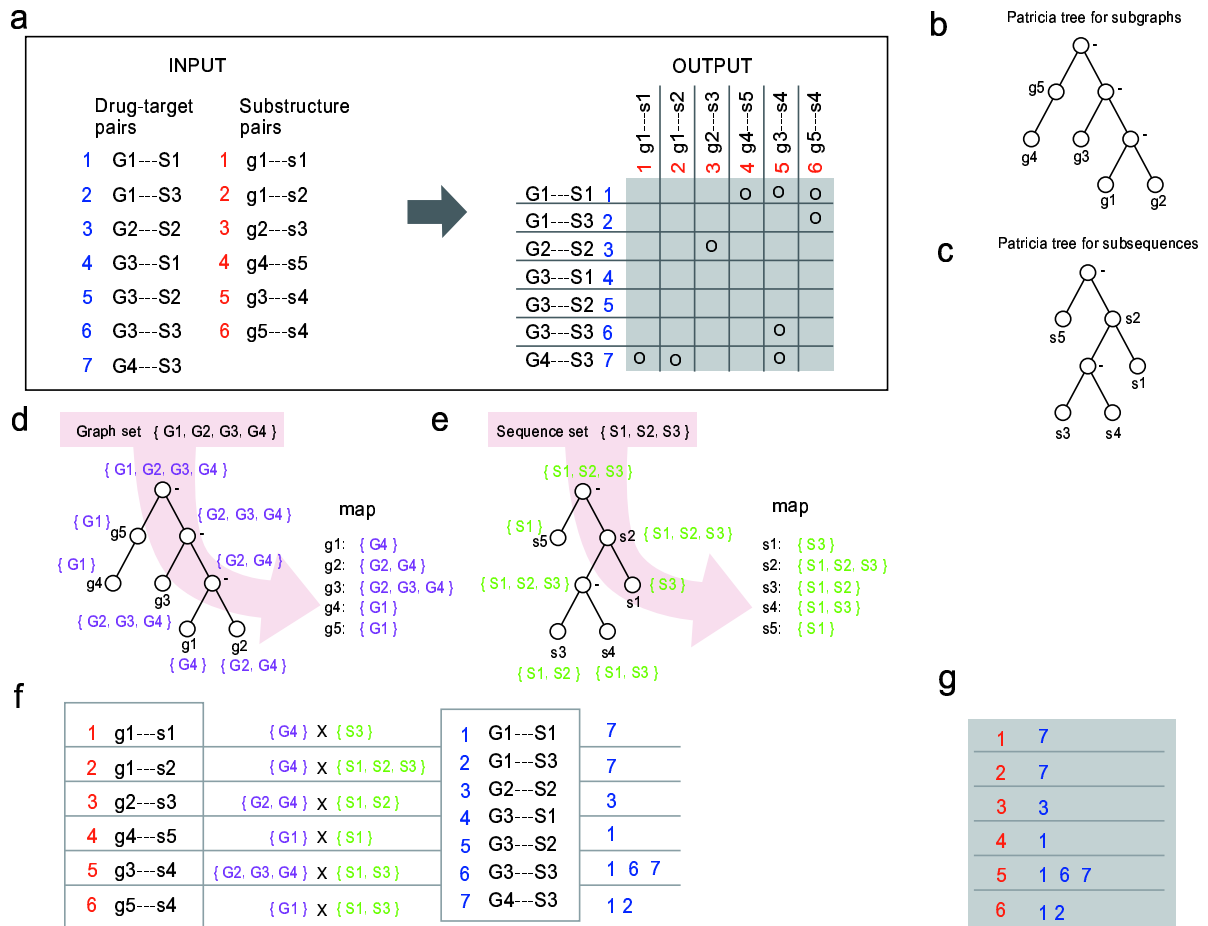 a
INPUT
Drug-target pairs
Substructure pairs
1 G1---S1 1 g1---s1
2 G1---S3 2 g1---s2
3 G2---S2 3 g2---s3
4 G3---S1 4 g4---s5
5 G3---S2 5 g3---s4
6 G3---S3 6 g5---s4
7 G4---S3
OUTPUT
1 g1---s1
2 g1---s2
3 g2---s3
4 g4---s5
5 g3---s4
6 g5---s4
G1---S1 1 o o o
G1---S3 2 o
G2---S2 3 o
G3---S1 4
G3---S2 5
G3---S3 6 o
G4---S3 7 o o o
b
Patricia tree for subgraphs
-
g5 -
g4 g3 -
g1 g2
c
Patricia tree for subsequences
-
s5 s2
- s1
s3 s4
d
Graph set { G1, G2, G3, G4 }
{ G1, G2, G3, G4 }
-
{ G1 } g5 - { G2, G3, G4 }
{ G1 } g4 g3 - { G2, G4 }
{ G2, G3, G4 } g1 g2
{ G4 } { G2, G4 }
map
g1: { G4 }
g2: { G2, G4 }
g3: { G2, G3, G4 }
g4: { G1 }
g5: { G1 }
e
Sequence set { S1, S2, S3 }
{ S1, S2, S3 }
-
{ S1 } s5 s2 { S1, S2, S3 }
{ S1, S2, S3 } - s1 { S3 }
s3 s4
{ S1, S2 } { S1, S3 }
map
s1: { S3 }
s2: { S1, S2, S3 }
s3: { S1, S2 }
s4: { S1, S3 }
s5: { S1 }
f
1 g1---s1 { G4 } X { S3 }
2 g1---s2 { G4 } X { S1, S2, S3 }
3 g2---s3 { G2, G4 } X { S1, S2 }
4 g4---s5 { G1 } X { S1 }
5 g3---s4 { G2, G3, G4 } X { S1, S3 }
6 g5---s4 { G1 } X { S1, S3 }
1 G1---S1
2 G1---S3
3 G2---S2
4 G3---S1
5 G3---S2
6 G3---S3
7 G4---S3
7
7
3
1
1 6 7
1 2
g
1 7
2 7
3 3
4 1
5 1 6 7
6 1 2